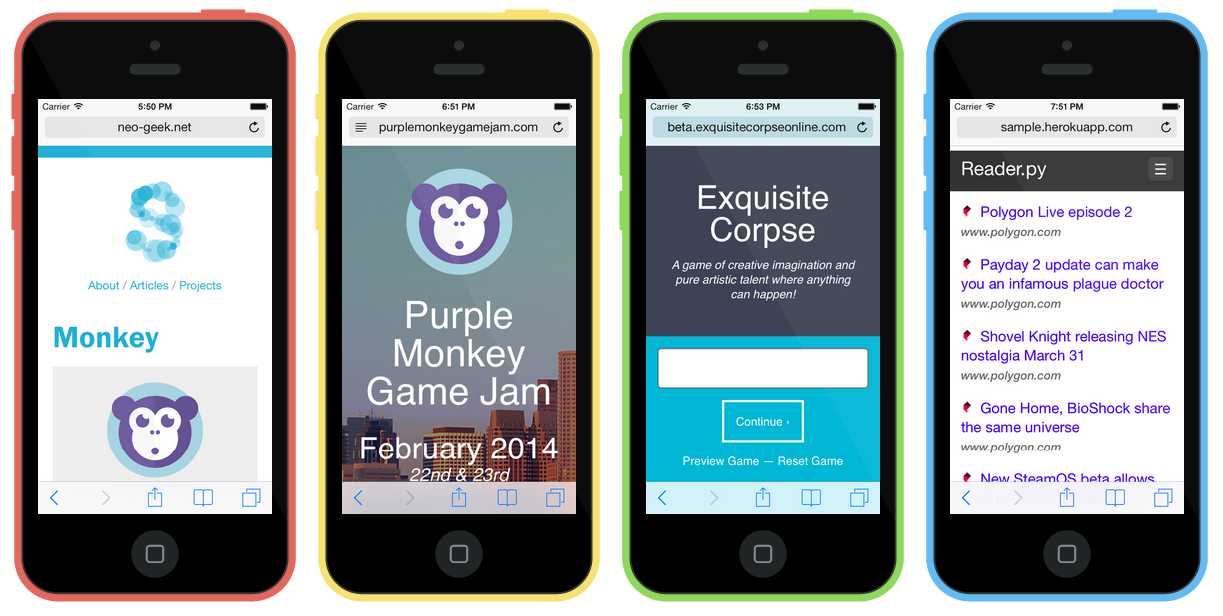 Carrier 5:50 PM
neo-geek.net
About / Articles / Projects
Monkey
Carrier 6:51 PM
purplemonkeygamejam.com
Purple
Monkey
Game Jam
February 2014
22nd & 23rd
Carrier 6:53 PM
beta.exquisitecorpseonline.com
Exquisite
Corpse
A game of creative imagination and
pure artistic talent where anything
can happen!
Continue ›
Preview Game — Reset Game
Carrier 7:51 PM
sample.herokuapp.com
Reader.py
Polygon Live episode 2
www.polygon.com
Payday 2 update can make
you an infamous plague doctor
www.polygon.com
Shovel Knight releasing NES
nostalgia March 31
www.polygon.com
Gone Home, BioShock share
the same universe
www.polygon.com
New SteamOS beta allows